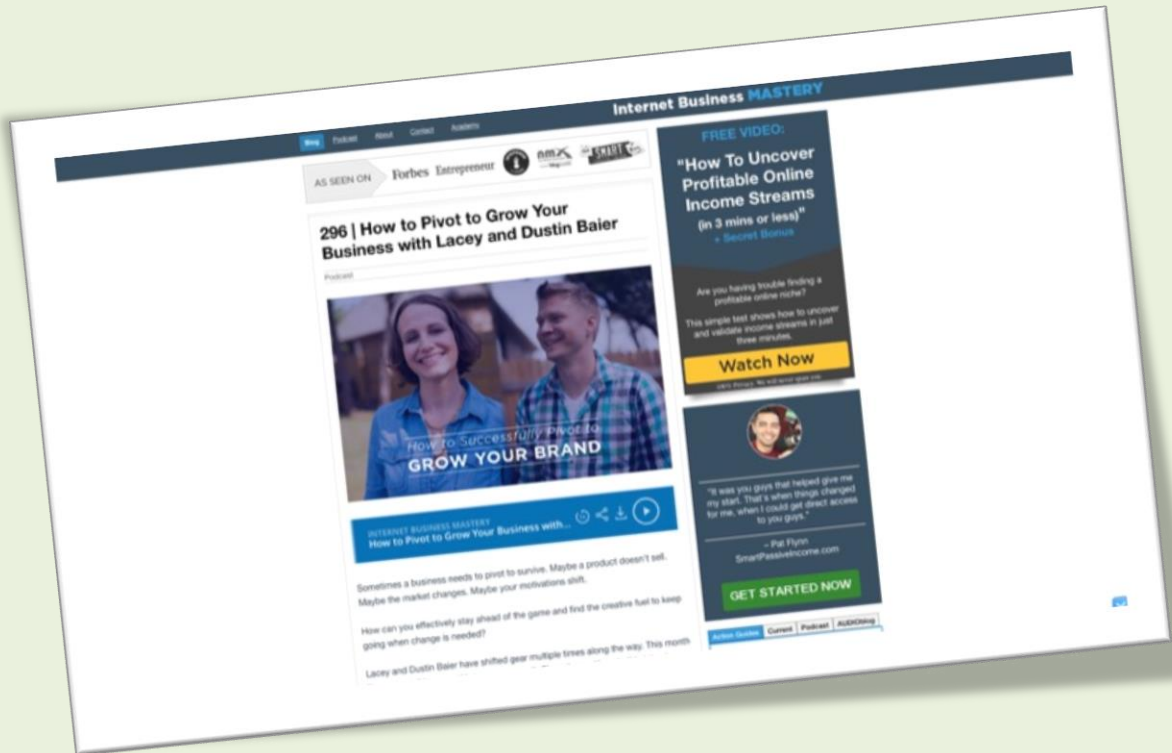 Internet Business MASTERY
Blog Podcast About Contact Academy
AS SEEN ON
Forbes Entrepreneur nmx SMART
296 | How to Pivot to Grow Your
Business with Lacey and Dustin Baier
Podcast
How to Successfully Pivot to
GROW YOUR BRAND
INTERNET BUSINESS MASTERY
How to Pivot to Grow Your Business with...
Sometimes a business needs to pivot to survive. Maybe a product doesn't sell.
Maybe the market changes. Maybe your motivations shift.
How can you effectively stay ahead of the game and find the creative fuel to keep
going when change is needed?
Lacey and Dustin Baier have shifted gear multiple times along the way. This month
FREE VIDEO:
"How To Uncover
Profitable Online
Income Streams
(in 3 mins or less)"
+ Secret Bonus
Are you having trouble finding a
profitable online niche?
This simple test shows how to uncover
and validate income streams in just
three minutes.
Watch Now
100% Privacy. We will never spam you
"It was you guys that helped give me
my start. That's when things changed
for me, when I could get direct access
to you guys."
– Pat Flynn
SmartPassiveIncome.com
GET STARTED NOW
Action Guides Current Podcast AUDIOblog